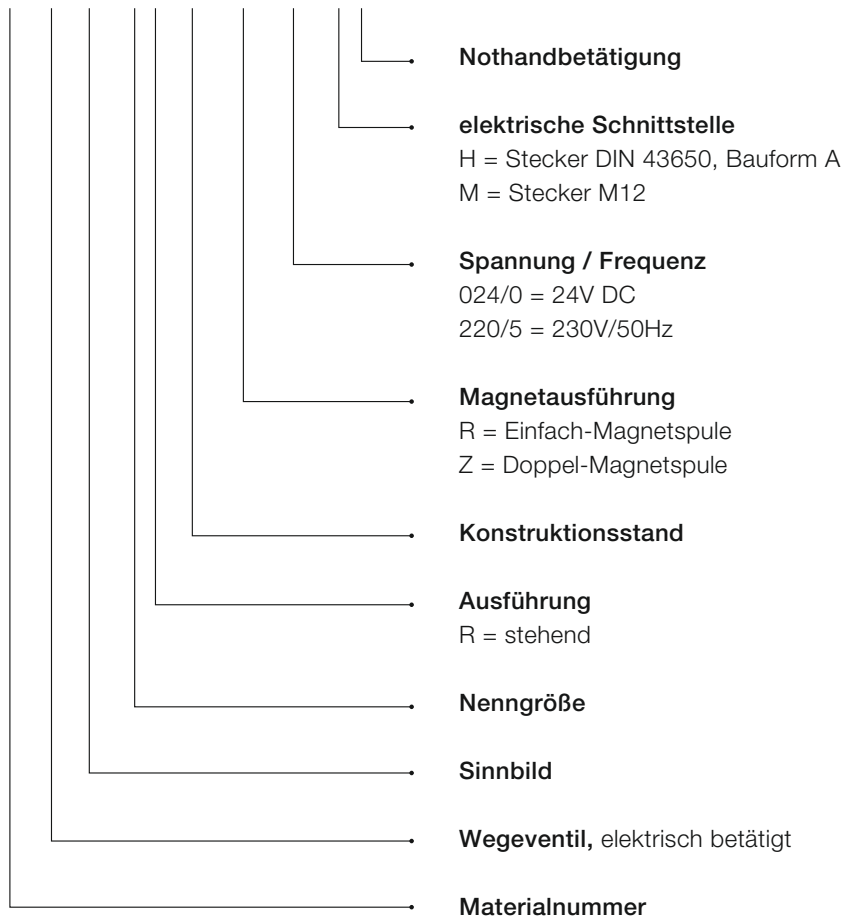 Nothandbetätigung
elektrische Schnittstelle
H = Stecker DIN 43650, Bauform A
M = Stecker M12
Spannung / Frequenz
024/0 = 24V DC
220/5 = 230V/50Hz
Magnetausführung
R = Einfach-Magnetspule
Z = Doppel-Magnetspule
Konstruktionsstand
Ausführung
R = stehend
Nenngröße
Sinnbild
Wegeventil, elektrisch betätigt
Materialnummer